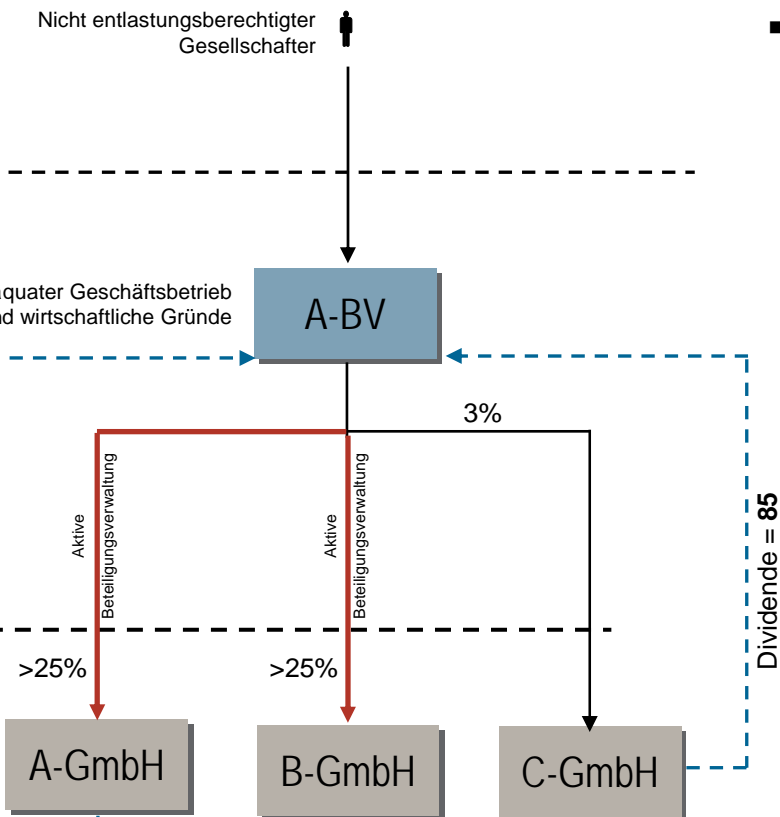 Nicht entlastungsberechtigter
Gesellschafter
quater Geschäftsbetrieb
d wirtschaftliche Gründe
A-BV
3%
Aktive
Beteiligungsverwaltung
Aktive
Beteiligungsverwaltung
Dividende = 85
>25%
>25%
A-GmbH
B-GmbH
C-GmbH